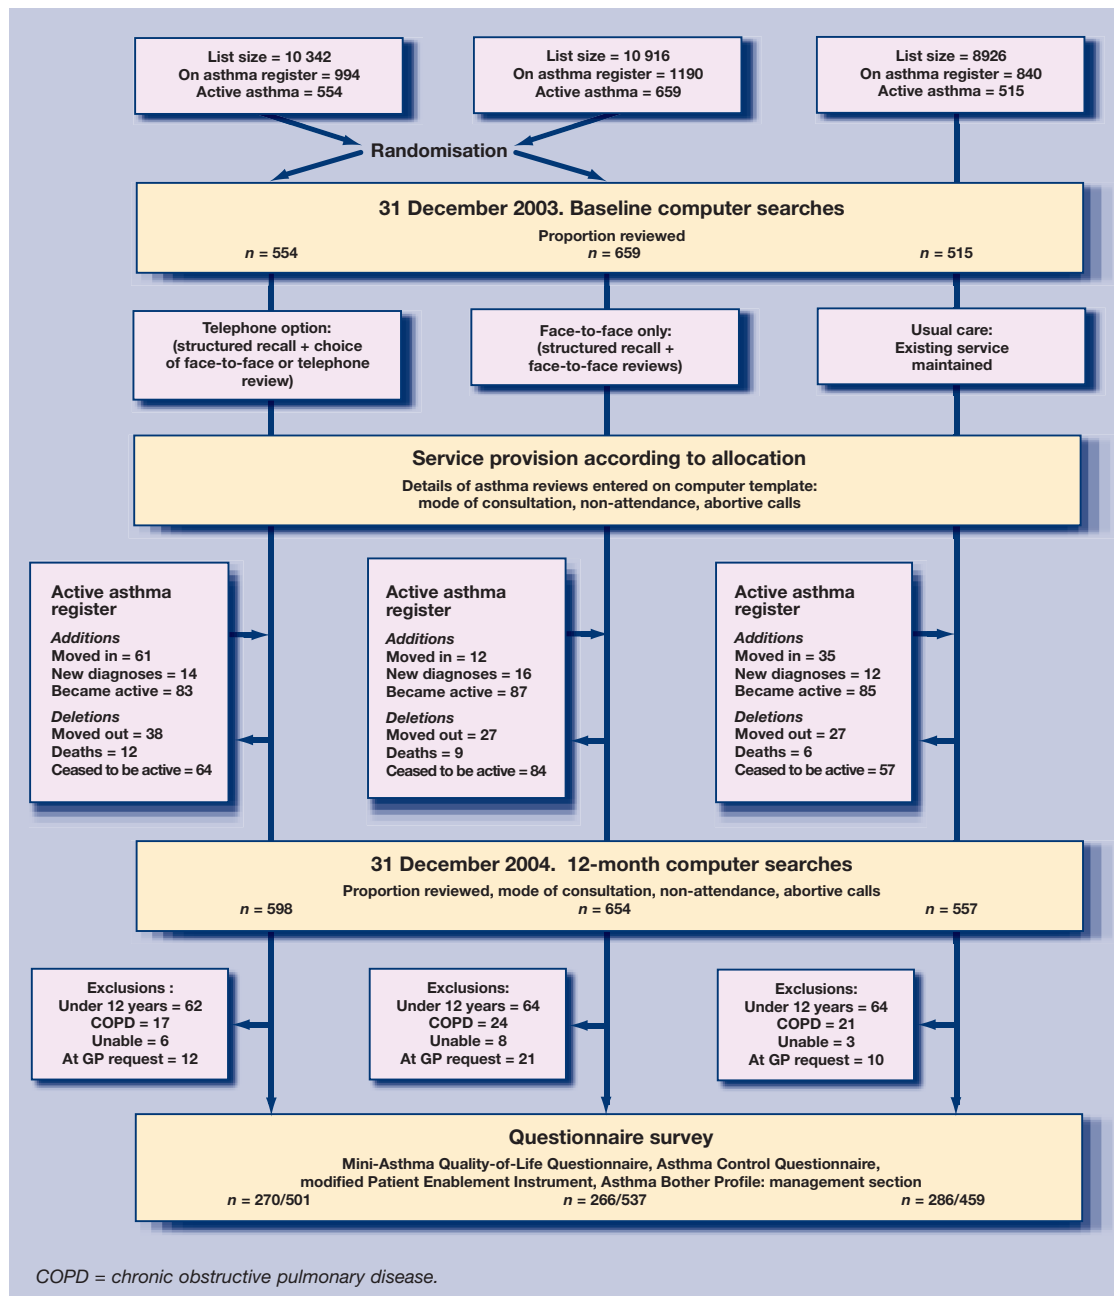 List size = 10 342
On asthma register = 994
Active asthma = 554
List size = 10 916
On asthma register = 1190
Active asthma = 659
List size = 8926
On asthma register = 840
Active asthma = 515
Randomisation
31 December 2003. Baseline computer searches
Proportion reviewed
n = 554
n = 659
n = 515
Telephone option:
(structured recall + choice
of face-to-face or telephone
review)
Face-to-face only:
(structured recall +
face-to-face reviews)
Usual care:
Existing service
maintained
Service provision according to allocation
Details of asthma reviews entered on computer template:
mode of consultation, non-attendance, abortive calls
Active asthma
register
Additions
Moved in = 61
New diagnoses = 14
Became active = 83
Deletions
Moved out = 38
Deaths = 12
Ceased to be active = 64
Active asthma
register
Additions
Moved in = 12
New diagnoses = 16
Became active = 87
Deletions
Moved out = 27
Deaths = 9
Ceased to be active = 84
Active asthma
register
Additions
Moved in = 35
New diagnoses = 12
Became active = 85
Deletions
Moved out = 27
Deaths = 6
Ceased to be active = 57
31 December 2004. 12-month computer searches
Proportion reviewed, mode of consultation, non-attendance, abortive calls
n = 598
n = 654
n = 557
Exclusions :
Under 12 years = 62
COPD = 17
Unable = 6
At GP request = 12
Exclusions:
Under 12 years = 64
COPD = 24
Unable = 8
At GP request = 21
Exclusions:
Under 12 years = 64
COPD = 21
Unable = 3
At GP request = 10
Questionnaire survey
Mini-Asthma Quality-of-Life Questionnaire, Asthma Control Questionnaire,
modified Patient Enablement Instrument, Asthma Bother Profile: management section
n = 270/501
n = 266/537
n = 286/459
COPD = chronic obstructive pulmonary disease.